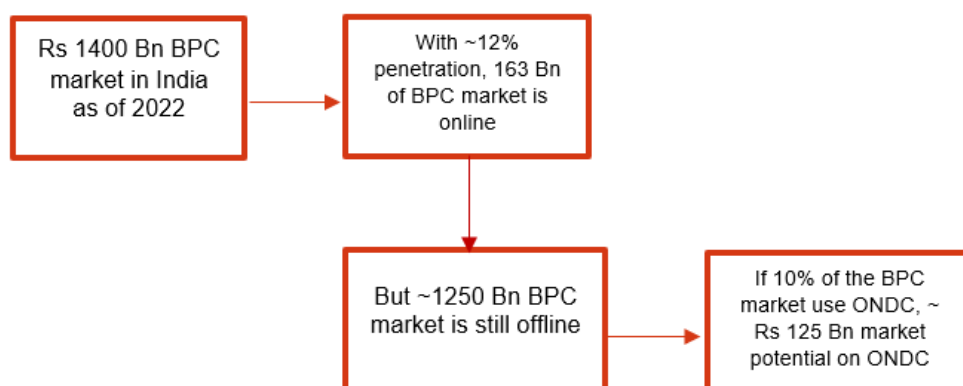 Rs 1400 Bn BPC
market in India
as of 2022
With ~12%
penetration, 163 Bn
of BPC market is
online
But ~1250 Bn BPC
market is still offline
If 10% of the BPC
market use ONDC, ~
Rs 125 Bn market
potential on ONDC